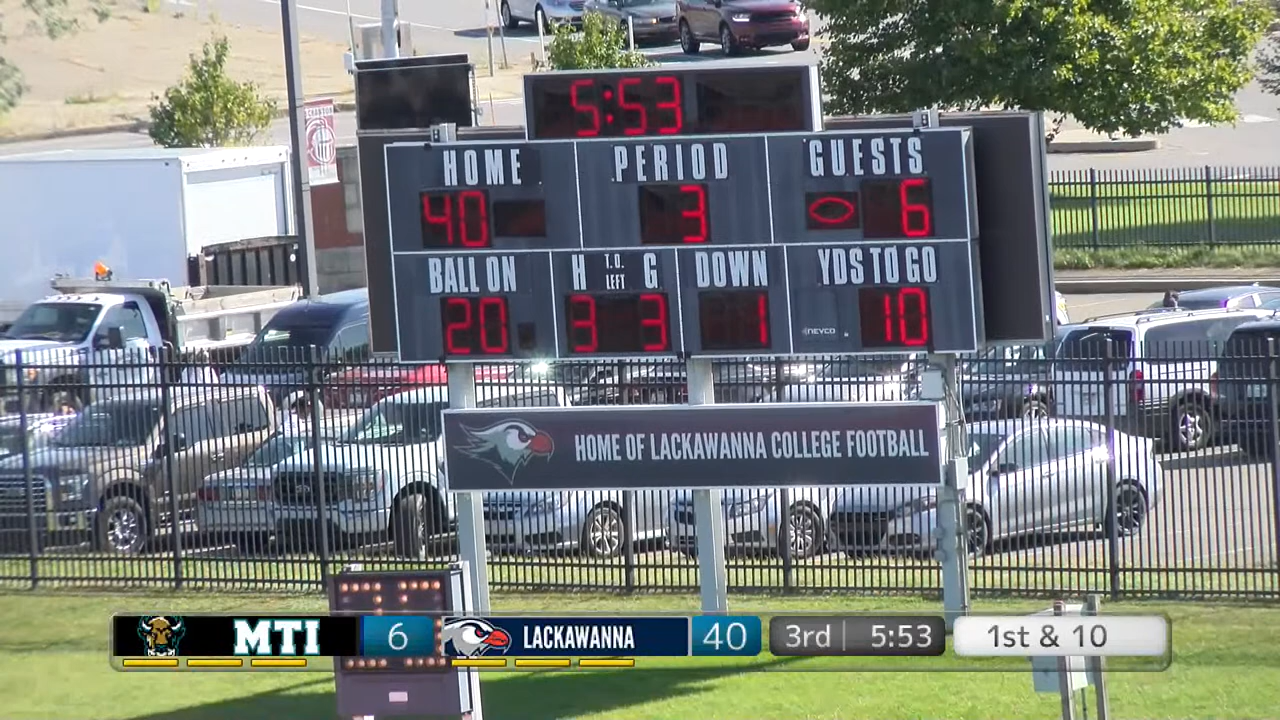 5:53
HOME PERIOD GUESTS
40 3 6
BALL ON H T.O. LEFT G DOWN YDS TO GO
20 3 3 1 10
NEVCO
HOME OF LACKAWANNA COLLEGE FOOTBALL
MTI 6 LACKAWANNA 40 3rd 5:53 1st & 10